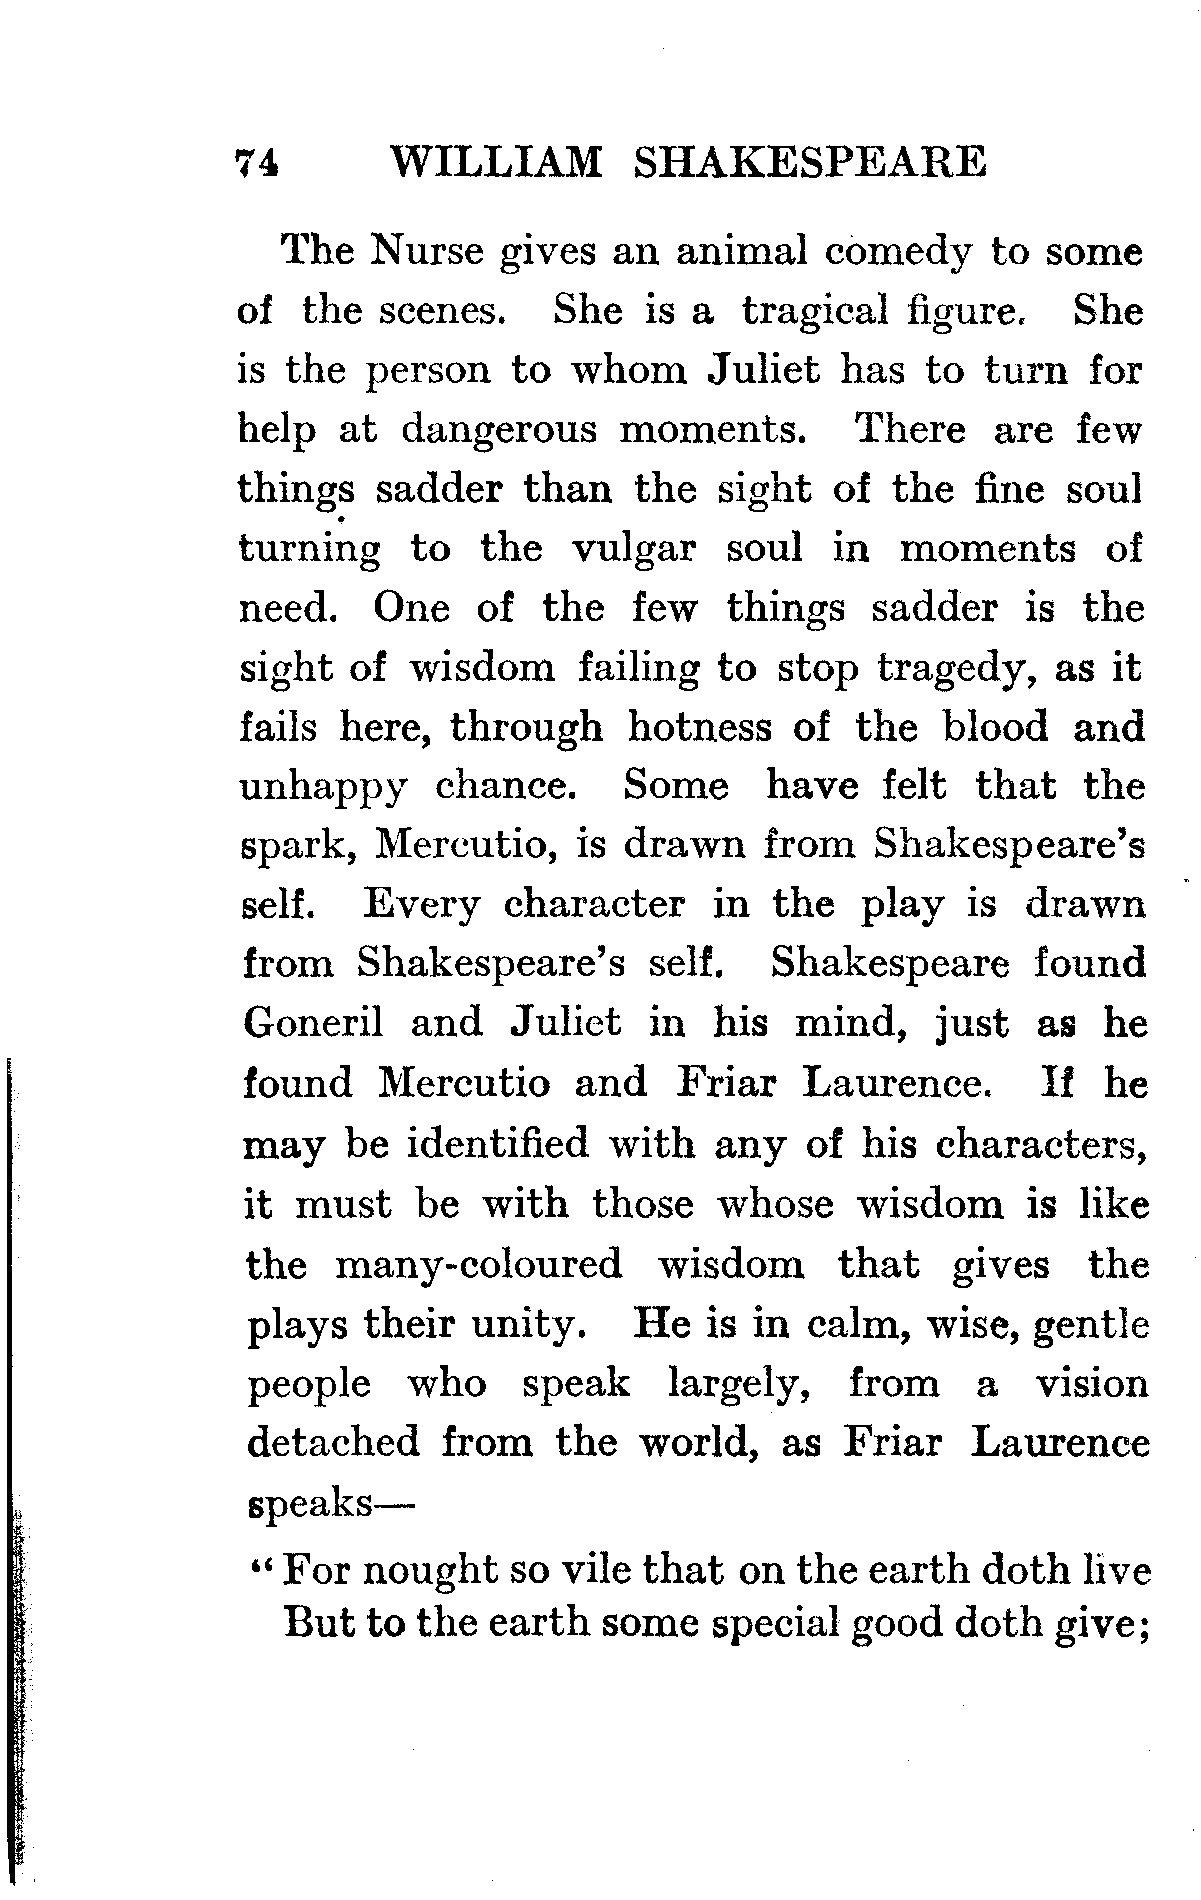 74 WILLIAM SHAKESPEARE
The Nurse gives an animal comedy to some
of the scenes. She is a tragical figure. She
is the person to whom Juliet has to turn for
help at dangerous moments. There are few
things sadder than the sight of the fine soul
turning to the vulgar soul in moments of
need. One of the few things sadder is the
sight of wisdom failing to stop tragedy, as it
fails here, through hotness of the blood and
unhappy chance. Some have felt that the
spark, Mercutio, is drawn from Shakespeare's
self. Every character in the play is drawn
from Shakespeare's self. Shakespeare found
Goneril and Juliet in his mind, just as he
found Mercutio and Friar Laurence. If he
may be identified with any of his characters,
it must be with those whose wisdom is like
the many-coloured wisdom that gives the
plays their unity. He is in calm, wise, gentle
people who speak largely, from a vision
detached from the world, as Friar Laurence
speaks—
“For nought so vile that on the earth doth live
But to the earth some special good doth give;